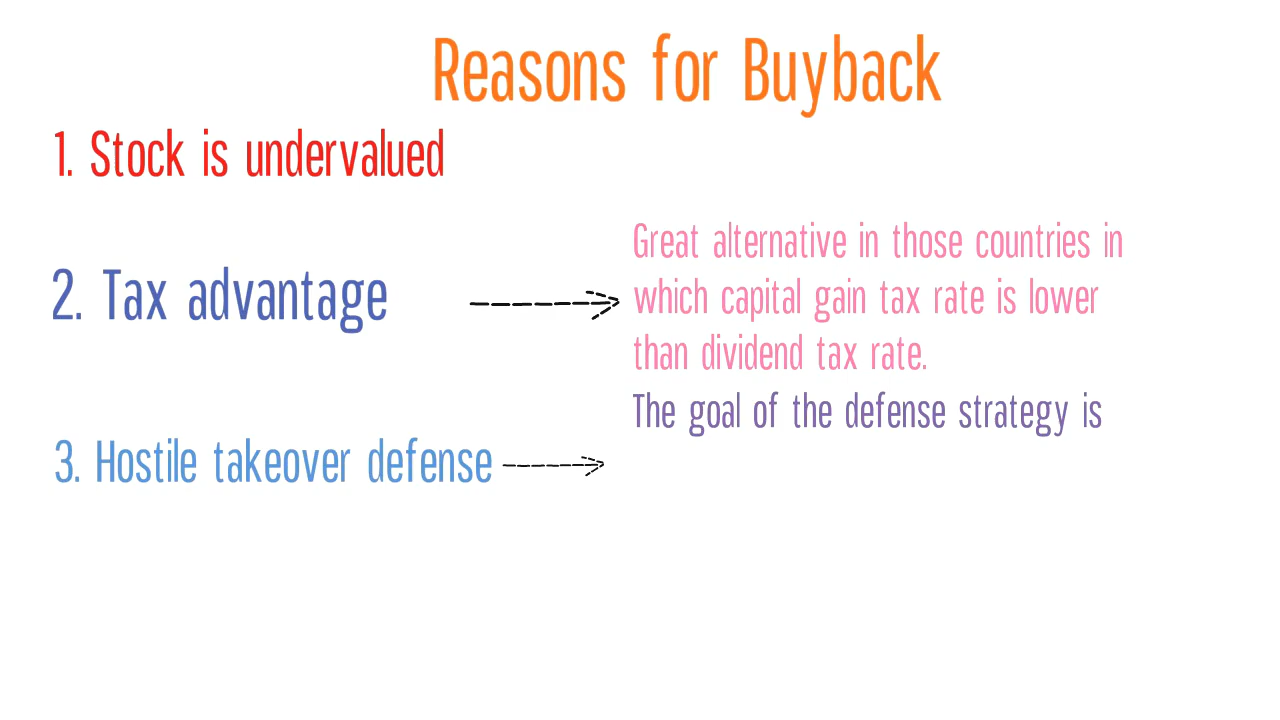 Reasons for Buyback
1. Stock is undervalued
2. Tax advantage
Great alternative in those countries in
which capital gain tax rate is lower
than dividend tax rate.
3. Hostile takeover defense
The goal of the defense strategy is